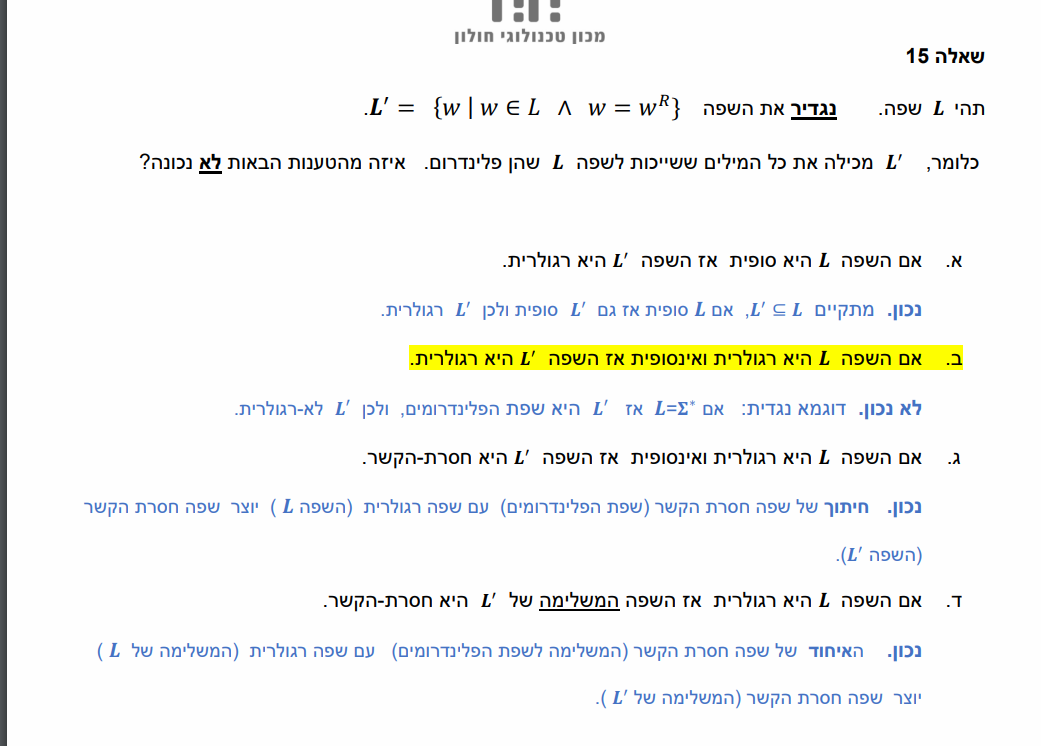 מכון טכנולוגי חולון
שאלה 15
תהי L שפה. נגדיר את השפה L′ = {w | w ∈ L ∧ w = w^R}.
כלומר, L′ מכילה את כל המילים ששייכות לשפה L שהן פלינדרום. איזה מהטענות הבאות לא נכונה?
א. אם השפה L היא סופית אז השפה L′ היא רגולרית.
נכון. מתקיים L′ ⊆ L, אם L סופית אז גם L′ סופית ולכן L′ רגולרית.
ב. אם השפה L היא רגולרית ואינסופית אז השפה L′ היא רגולרית.
לא נכון. דוגמא נגדית: אם L=Σ* אז L′ היא שפת הפלינדרומים, ולכן L′ לא-רגולרית.
ג. אם השפה L היא רגולרית ואינסופית אז השפה L′ היא חסרת-הקשר.
נכון. חיתוך של שפה חסרת הקשר (שפת הפלינדרומים) עם שפה רגולרית (השפה L ) יוצר שפה חסרת הקשר
(השפה L′).
ד. אם השפה L היא רגולרית אז השפה המשלימה של L′ היא חסרת-הקשר.
נכון. האיחוד של שפה חסרת הקשר (המשלימה לשפת הפלינדרומים) עם שפה רגולרית (המשלימה של L )
יוצר שפה חסרת הקשר (המשלימה של L′ ).